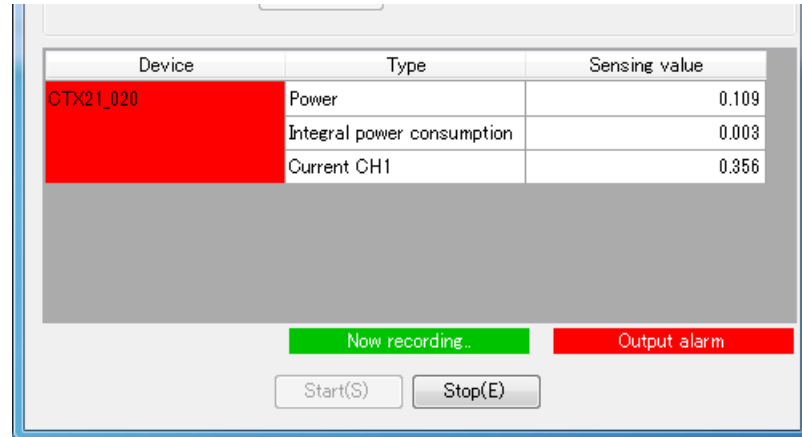 Device Type Sensing value
CTX21_020 Power 0.109
Integral power consumption 0.003
Current CH1 0.356
Now recording.. Output alarm
Start(S) Stop(E)